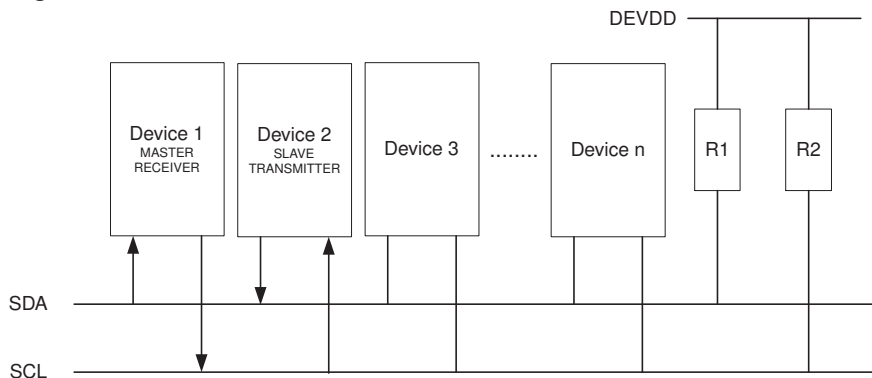 DEVDD
Device 1
MASTER
RECEIVER
Device 2
SLAVE
TRANSMITTER
Device 3
........
Device n
R1
R2
SDA
SCL